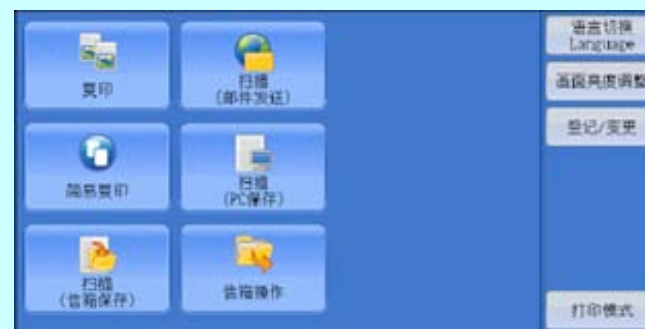 复印
扫描
(邮件发送)
简易复印
扫描
(PC保存)
扫描
(信箱保存)
信箱操作
语言切换
Language
画面亮度调整
登记/变更
打印模式